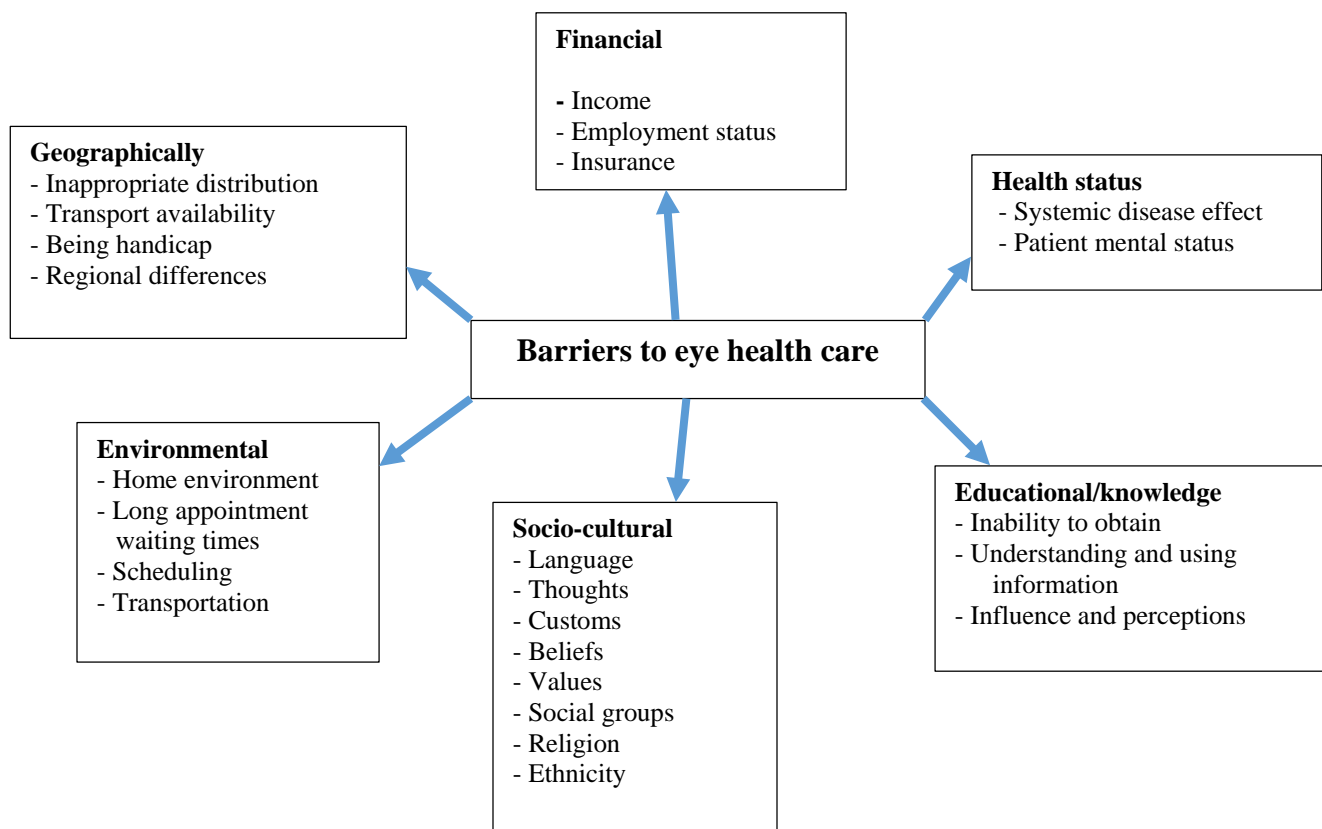 Financial
- Income
- Employment status
- Insurance
Geographically
- Inappropriate distribution
- Transport availability
- Being handicap
- Regional differences
Health status
- Systemic disease effect
- Patient mental status
Barriers to eye health care
Environmental
- Home environment
- Long appointment
waiting times
- Scheduling
- Transportation
Socio-cultural
- Language
- Thoughts
- Customs
- Beliefs
- Values
- Social groups
- Religion
- Ethnicity
Educational/knowledge
- Inability to obtain
- Understanding and using
information
- Influence and perceptions